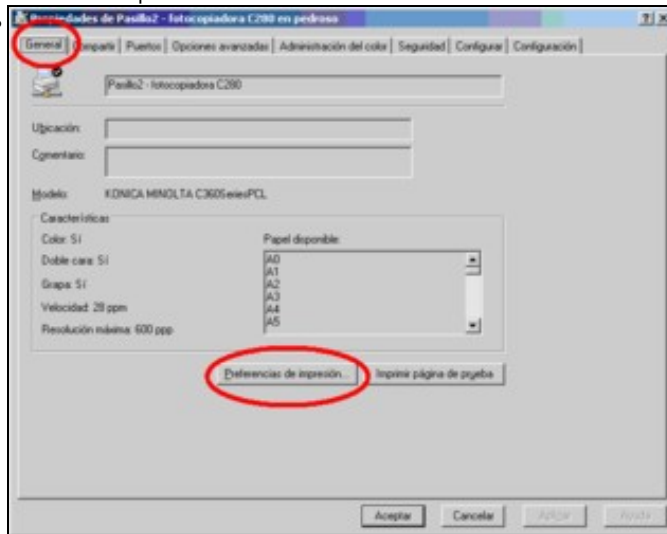 Propiedades de Pasillo2 - fotocopiadora C280 en pedroso
General Compartir Puertos Opciones avanzadas Administración del color Seguridad Configurar Configuración
Pasillo2 - fotocopiadora C280
Ubicación:
Comentario:
Modelo: KONICA MINOLTA C360SeriesPCL
Características
Color: Sí Papel disponible:
Doble cara: Sí A0
A1
Grapa: Sí A2
A3
Velocidad: 28 ppm A4
A5
Resolución máxima: 600 ppp
Preferencias de impresión... Imprimir página de prueba
Aceptar Cancelar Aplicar Ayuda